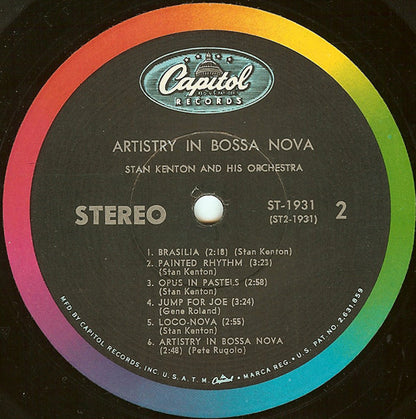 Capitol
RECORDS
ARTISTRY IN BOSSA NOVA
STAN KENTON AND HIS ORCHESTRA
STEREO
ST-1931
(ST2-1931)
2
1. BRASILIA (2:18) (Stan Kenton)
2. PAINTED RHYTHM (3:23)
(Stan Kenton)
3. OPUS IN PASTELS (2:58)
(Stan Kenton)
4. JUMP FOR JOE (3:24)
(Gene Roland)
5. LOCO-NOVA (2:55)
(Stan Kenton)
6. ARTISTRY IN BOSSA NOVA
(2:48) (Pete Rugolo)
MFD. BY CAPITOL RECORDS, INC. U.S.A. T.M. Capitol • MARCA REG. • U.S. PAT. NO. 2,631,859